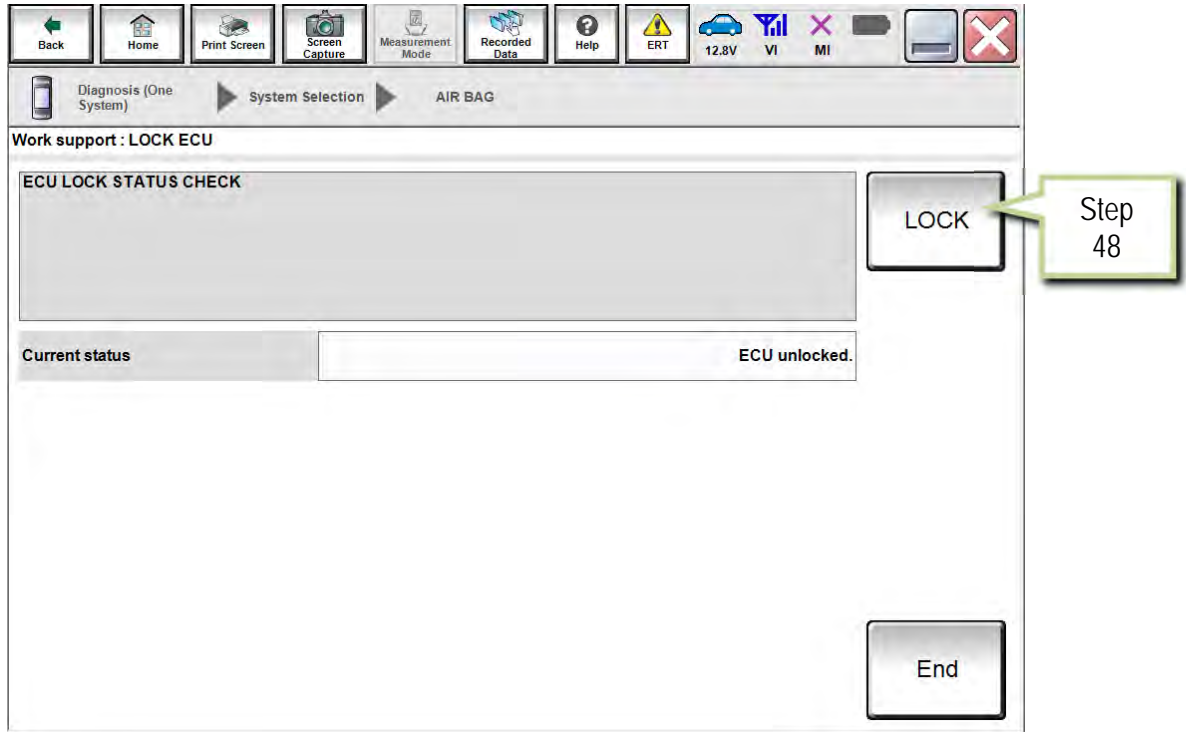 Back
Home
Print Screen
Screen
Capture
Measurement
Mode
Recorded
Data
Help
ERT
12.8V
VI
MI
Diagnosis (One
System)
System Selection
AIR BAG
Work support : LOCK ECU
ECU LOCK STATUS CHECK
LOCK
Step
48
Current status
ECU unlocked.
End